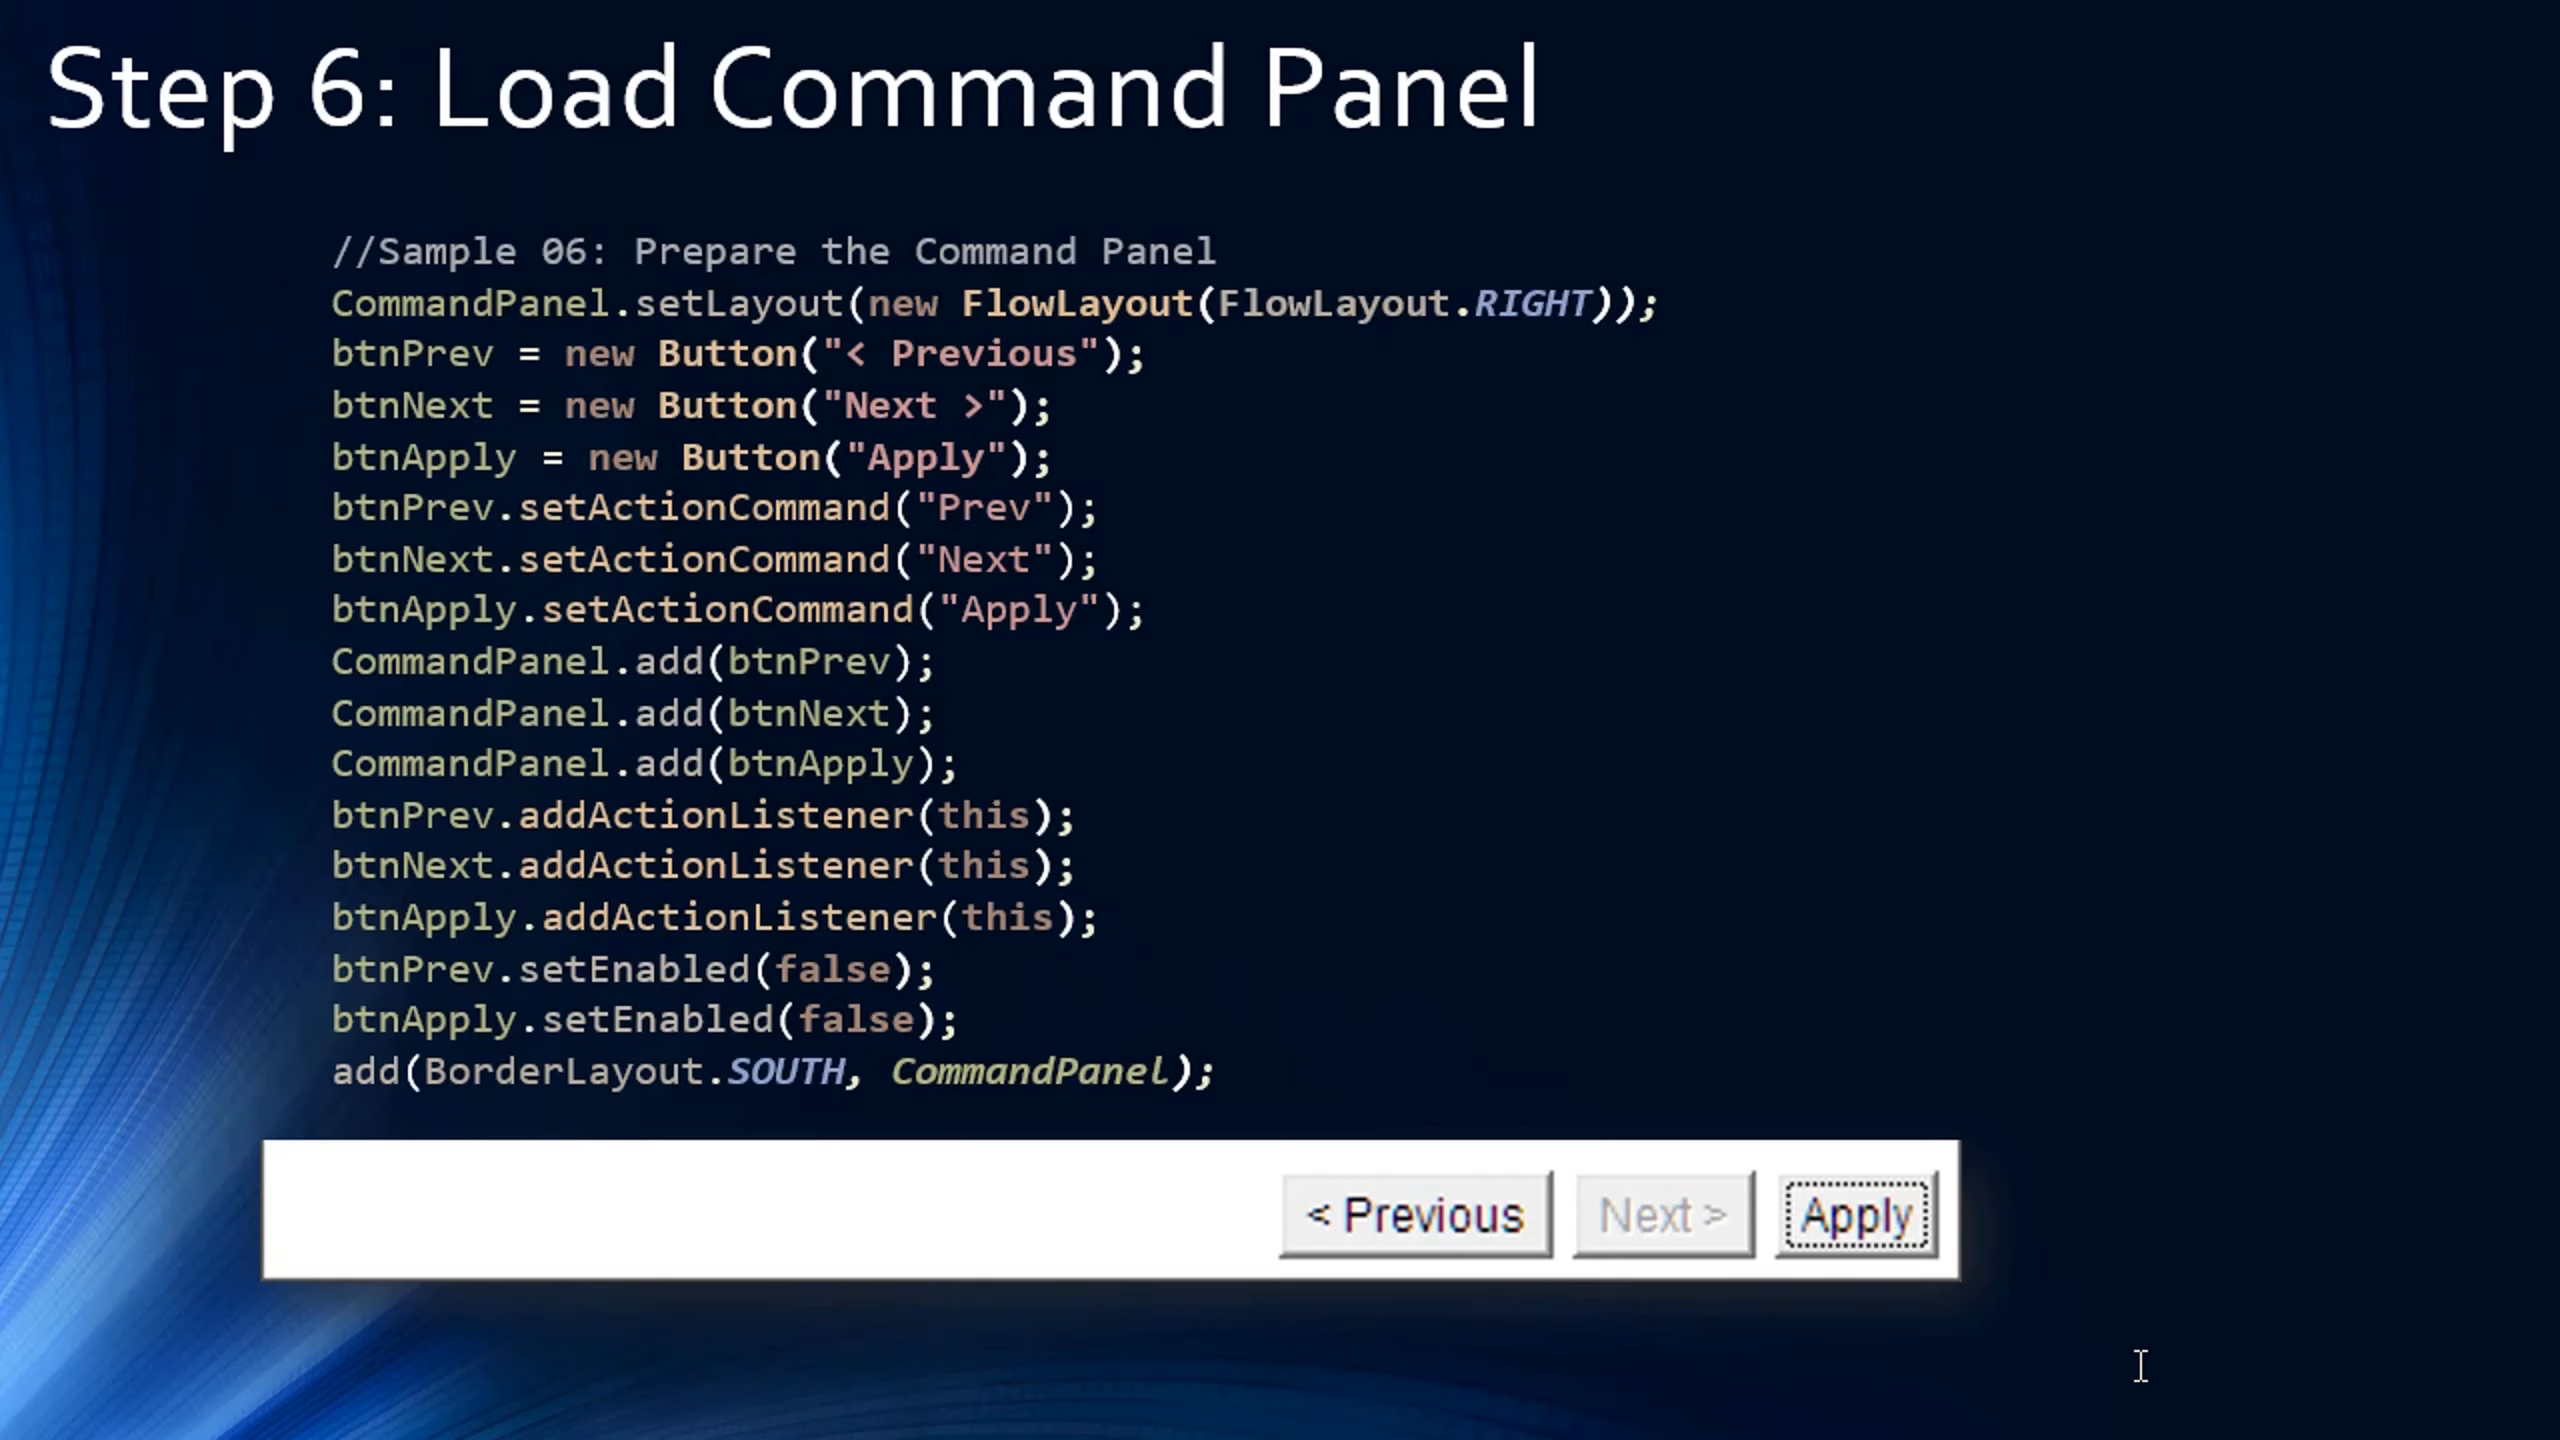 Step 6: Load Command Panel
//Sample 06: Prepare the Command Panel
CommandPanel.setLayout(new FlowLayout(FlowLayout.RIGHT));
btnPrev = new Button("< Previous");
btnNext = new Button("Next >");
btnApply = new Button("Apply");
btnPrev.setActionCommand("Prev");
btnNext.setActionCommand("Next");
btnApply.setActionCommand("Apply");
CommandPanel.add(btnPrev);
CommandPanel.add(btnNext);
CommandPanel.add(btnApply);
btnPrev.addActionListener(this);
btnNext.addActionListener(this);
btnApply.addActionListener(this);
btnPrev.setEnabled(false);
btnApply.setEnabled(false);
add(BorderLayout.SOUTH, CommandPanel);
< Previous Next > Apply